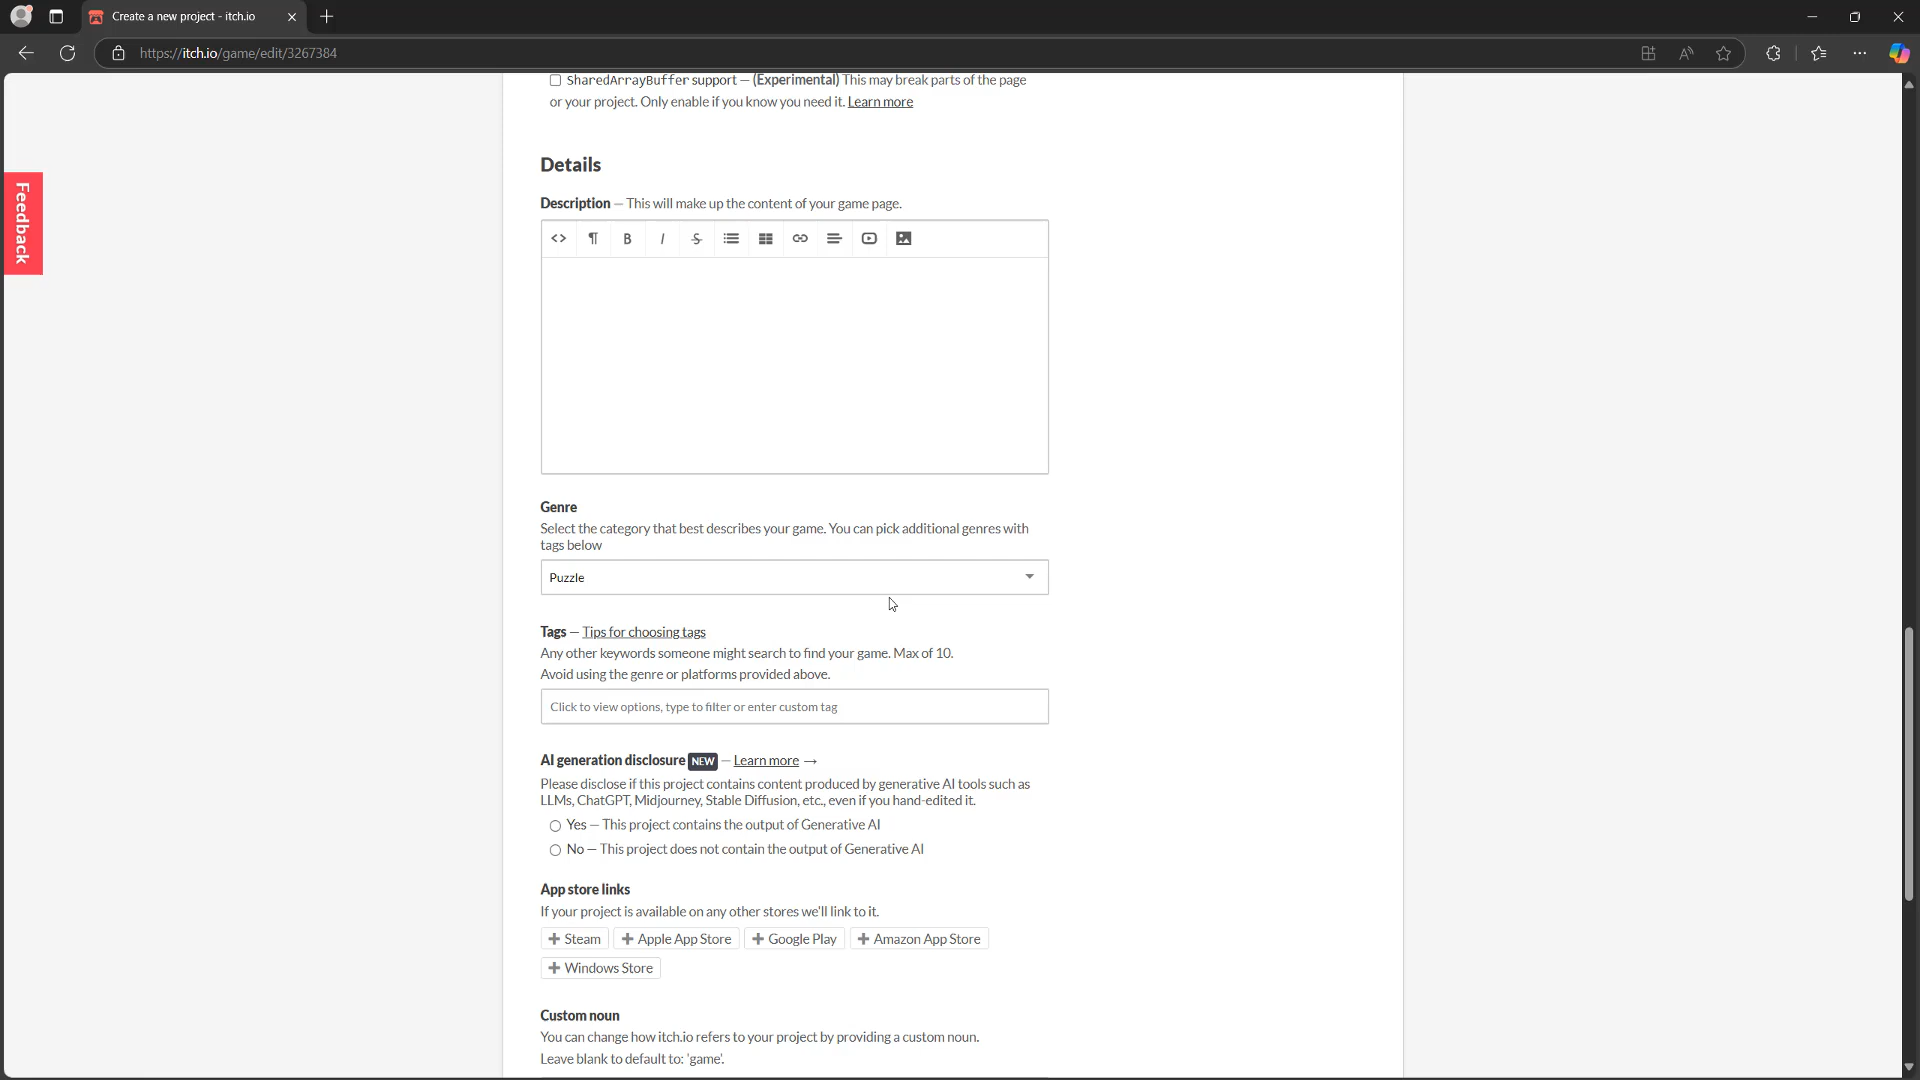 Create a new project - itch.io
https://itch.io/game/edit/3267384
SharedArrayBuffer support — (Experimental) This may break parts of the page
or your project. Only enable if you know you need it. Learn more
Feedback
Details
Description — This will make up the content of your game page.
B I S
Genre
Select the category that best describes your game. You can pick additional genres with
tags below
Puzzle
Tags — Tips for choosing tags
Any other keywords someone might search to find your game. Max of 10.
Avoid using the genre or platforms provided above.
Click to view options, type to filter or enter custom tag
AI generation disclosure NEW — Learn more →
Please disclose if this project contains content produced by generative AI tools such as
LLMs, ChatGPT, Midjourney, Stable Diffusion, etc., even if you hand-edited it.
Yes — This project contains the output of Generative AI
No — This project does not contain the output of Generative AI
App store links
If your project is available on any other stores we'll link to it.
+ Steam + Apple App Store + Google Play + Amazon App Store
+ Windows Store
Custom noun
You can change how itch.io refers to your project by providing a custom noun.
Leave blank to default to: 'game'.